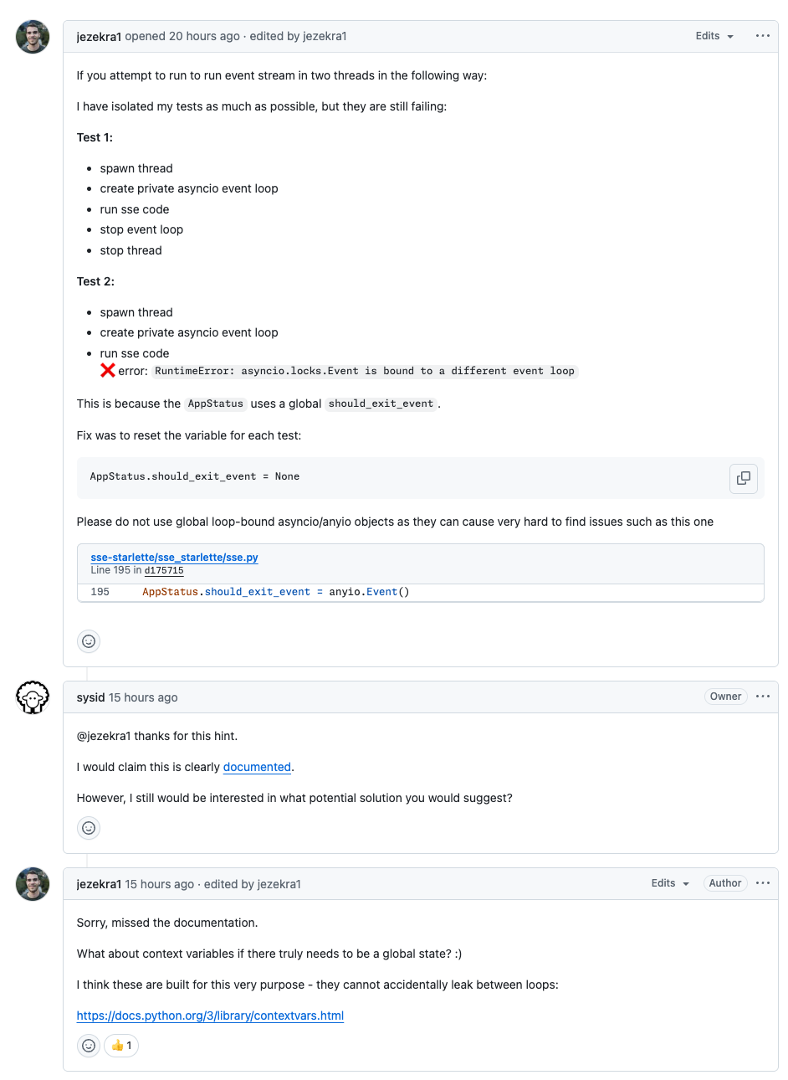 jezekra1 opened 20 hours ago · edited by jezekra1
Edits
If you attempt to run to run event stream in two threads in the following way:
I have isolated my tests as much as possible, but they are still failing:
Test 1:
spawn thread
create private asyncio event loop
run sse code
stop event loop
stop thread
Test 2:
spawn thread
create private asyncio event loop
run sse code
❌ error: RuntimeError: asyncio.locks.Event is bound to a different event loop
This is because the AppStatus uses a global should_exit_event.
Fix was to reset the variable for each test:
AppStatus.should_exit_event = None
Please do not use global loop-bound asyncio/anyio objects as they can cause very hard to find issues such as this one
sse-starlette/sse_starlette/sse.py
Line 195 in d175715
195 AppStatus.should_exit_event = anyio.Event()
sysid 15 hours ago
Owner
@jezekra1 thanks for this hint.
I would claim this is clearly documented.
However, I still would be interested in what potential solution you would suggest?
jezekra1 15 hours ago · edited by jezekra1
Edits
Author
Sorry, missed the documentation.
What about context variables if there truly needs to be a global state? :)
I think these are built for this very purpose - they cannot accidentally leak between loops:
https://docs.python.org/3/library/contextvars.html
👍 1